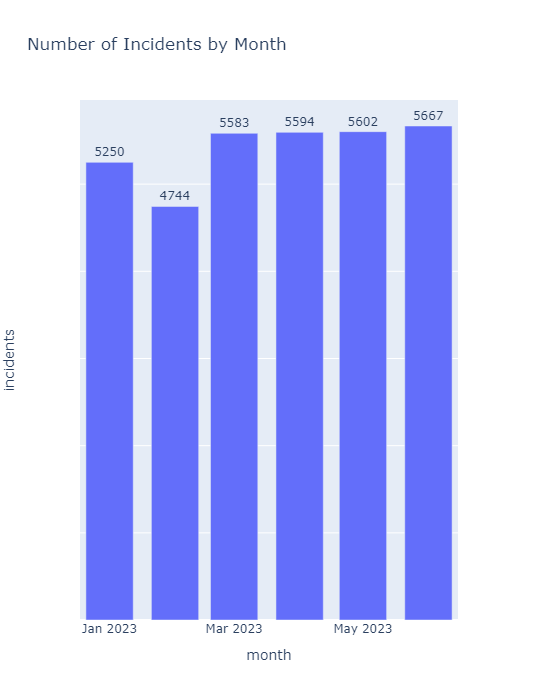 Number of Incidents by Month
5250
4744
5583
5594
5602
5667
incidents
Jan 2023
Mar 2023
May 2023
month